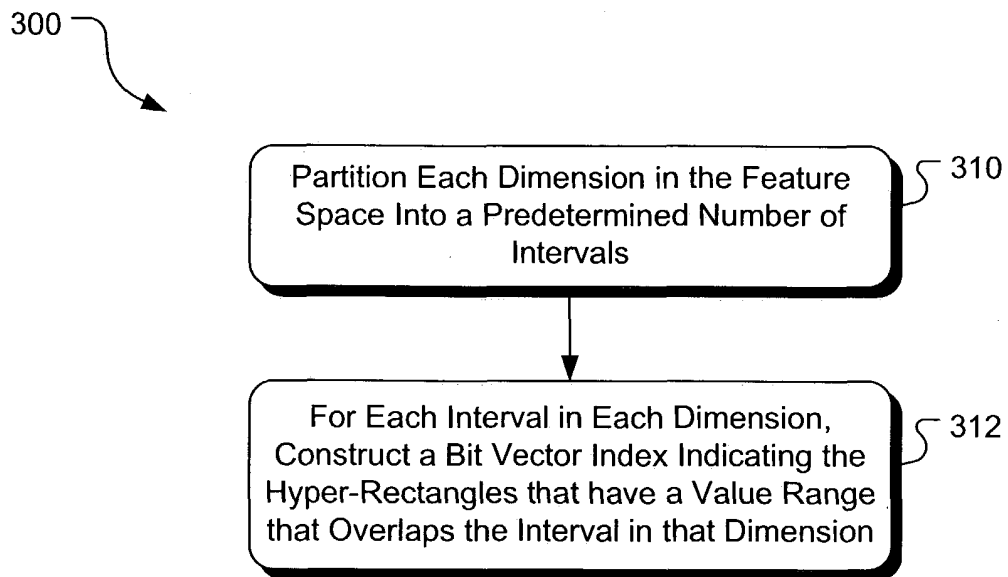 300
Partition Each Dimension in the Feature
Space Into a Predetermined Number of
Intervals
310
For Each Interval in Each Dimension,
Construct a Bit Vector Index Indicating the
Hyper-Rectangles that have a Value Range
that Overlaps the Interval in that Dimension
312